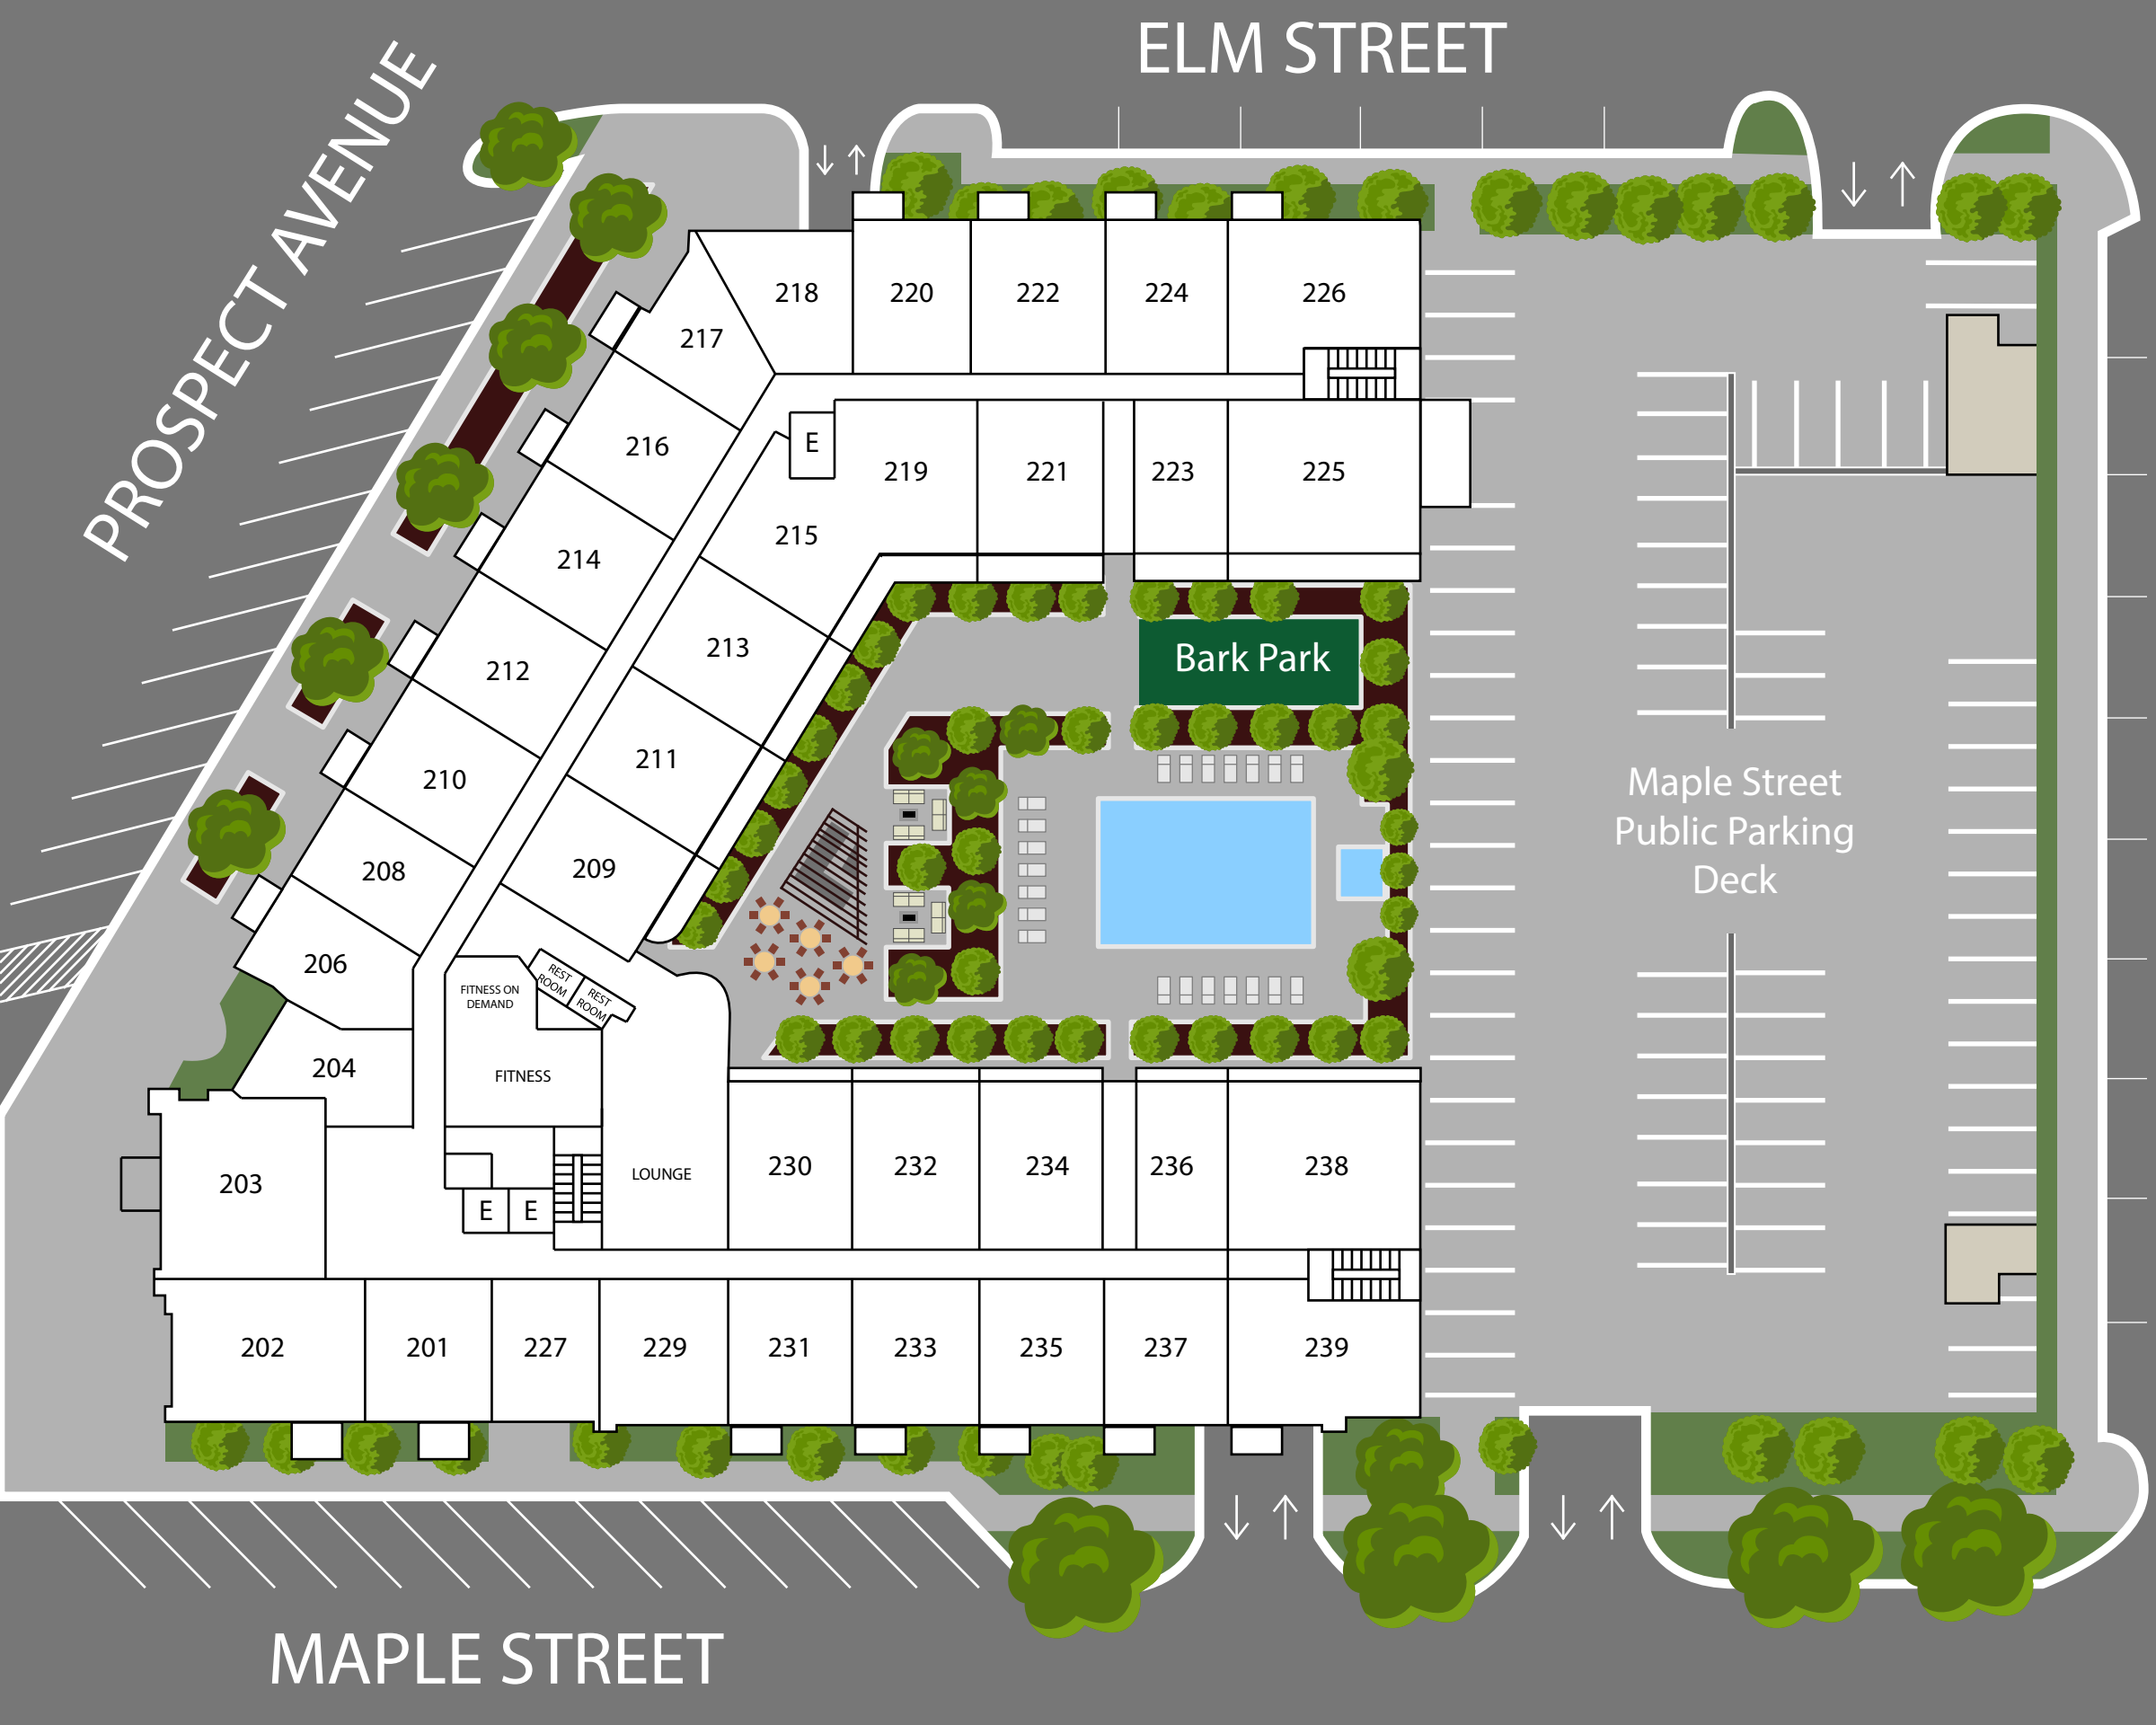 ELM STREET
PROSPECT AVENUE
218
220
222
224
226
217
216
E
219
221
223
225
215
214
213
212
211
210
209
208
206
204
203
Bark Park
Maple Street
Public Parking
Deck
FITNESS ON
DEMAND
REST
ROOM
REST
ROOM
FITNESS
LOUNGE
E
E
230
232
234
236
238
202
201
227
229
231
233
235
237
239
MAPLE STREET